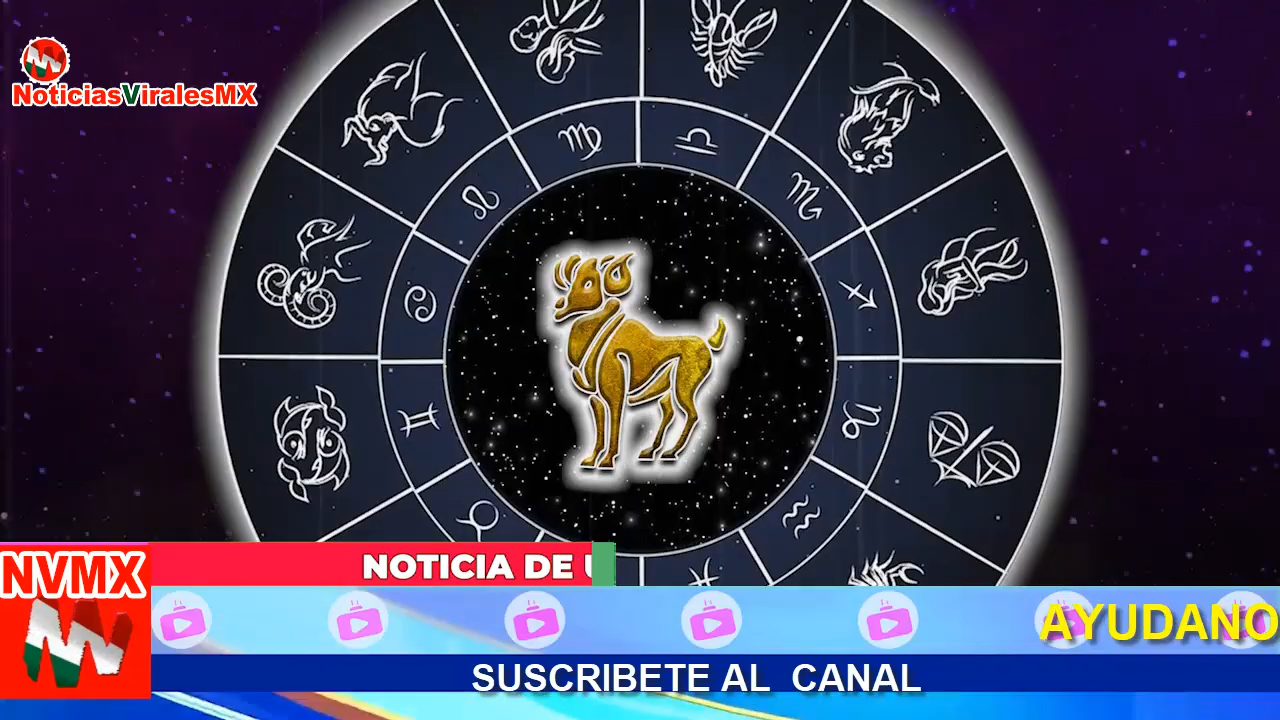 NoticiasViralesMX
NOTICIA DE
NVMX
AYUDANO
SUSCRIBETE AL CANAL